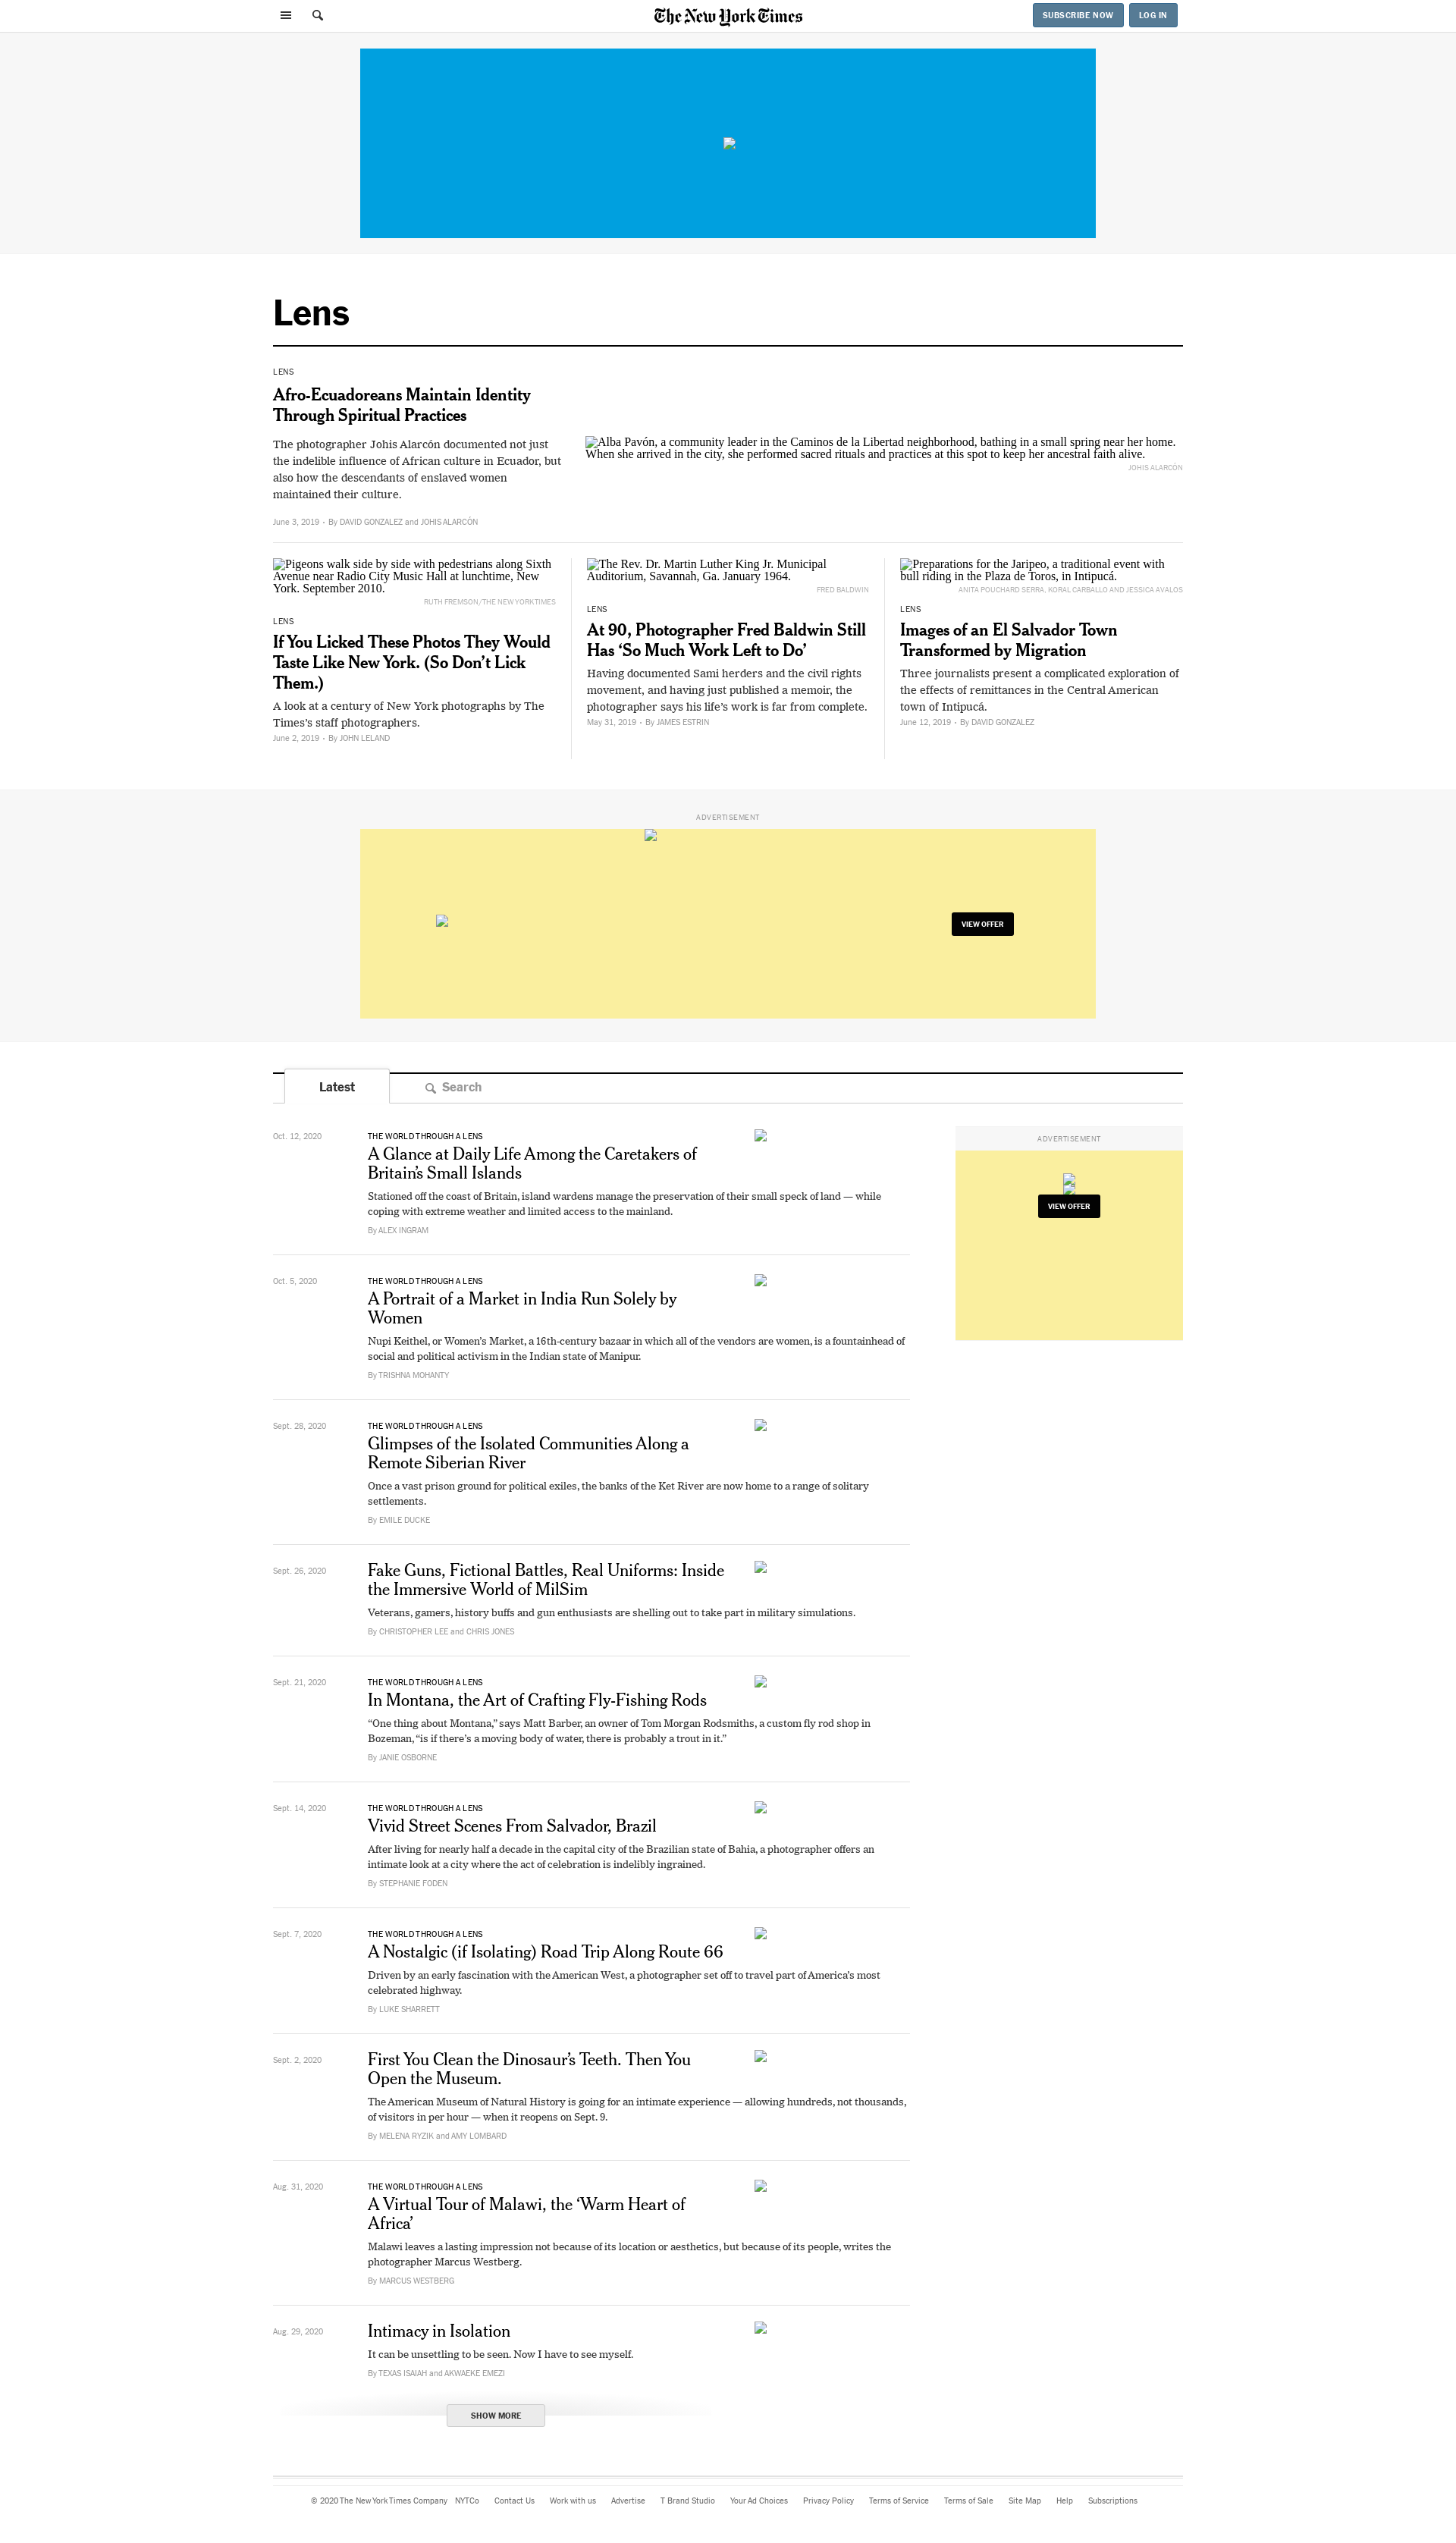 The New York Times
SUBSCRIBE NOW
LOG IN
Lens
LENS
Afro-Ecuadoreans Maintain Identity
Through Spiritual Practices
The photographer Johis Alarcón documented not just
the indelible influence of African culture in Ecuador, but
also how the descendants of enslaved women
maintained their culture.
June 3, 2019 • By DAVID GONZALEZ and JOHIS ALARCÓN
Alba Pavón, a community leader in the Caminos de la Libertad neighborhood, bathing in a small spring near her home.
When she arrived in the city, she performed sacred rituals and practices at this spot to keep her ancestral faith alive.
JOHIS ALARCÓN
Pigeons walk side by side with pedestrians along Sixth
Avenue near Radio City Music Hall at lunchtime, New
York. September 2010.
RUTH FREMSON/THE NEW YORK TIMES
LENS
If You Licked These Photos They Would
Taste Like New York. (So Don’t Lick
Them.)
A look at a century of New York photographs by The
Times’s staff photographers.
June 2, 2019 • By JOHN LELAND
The Rev. Dr. Martin Luther King Jr. Municipal
Auditorium, Savannah, Ga. January 1964.
FRED BALDWIN
LENS
At 90, Photographer Fred Baldwin Still
Has ‘So Much Work Left to Do’
Having documented Sami herders and the civil rights
movement, and having just published a memoir, the
photographer says his life’s work is far from complete.
May 31, 2019 • By JAMES ESTRIN
Preparations for the Jaripeo, a traditional event with
bull riding in the Plaza de Toros, in Intipucá.
ANITA POUCHARD SERRA, KORAL CARBALLO AND JESSICA AVALOS
LENS
Images of an El Salvador Town
Transformed by Migration
Three journalists present a complicated exploration of
the effects of remittances in the Central American
town of Intipucá.
June 12, 2019 • By DAVID GONZALEZ
ADVERTISEMENT
VIEW OFFER
Latest
Search
Oct. 12, 2020
THE WORLD THROUGH A LENS
A Glance at Daily Life Among the Caretakers of
Britain’s Small Islands
Stationed off the coast of Britain, island wardens manage the preservation of their small speck of land — while
coping with extreme weather and limited access to the mainland.
By ALEX INGRAM
ADVERTISEMENT
VIEW OFFER
Oct. 5, 2020
THE WORLD THROUGH A LENS
A Portrait of a Market in India Run Solely by
Women
Nupi Keithel, or Women’s Market, a 16th-century bazaar in which all of the vendors are women, is a fountainhead of
social and political activism in the Indian state of Manipur.
By TRISHNA MOHANTY
Sept. 28, 2020
THE WORLD THROUGH A LENS
Glimpses of the Isolated Communities Along a
Remote Siberian River
Once a vast prison ground for political exiles, the banks of the Ket River are now home to a range of solitary
settlements.
By EMILE DUCKE
Sept. 26, 2020
Fake Guns, Fictional Battles, Real Uniforms: Inside
the Immersive World of MilSim
Veterans, gamers, history buffs and gun enthusiasts are shelling out to take part in military simulations.
By CHRISTOPHER LEE and CHRIS JONES
Sept. 21, 2020
THE WORLD THROUGH A LENS
In Montana, the Art of Crafting Fly-Fishing Rods
“One thing about Montana,” says Matt Barber, an owner of Tom Morgan Rodsmiths, a custom fly rod shop in
Bozeman, “is if there’s a moving body of water, there is probably a trout in it.”
By JANIE OSBORNE
Sept. 14, 2020
THE WORLD THROUGH A LENS
Vivid Street Scenes From Salvador, Brazil
After living for nearly half a decade in the capital city of the Brazilian state of Bahia, a photographer offers an
intimate look at a city where the act of celebration is indelibly ingrained.
By STEPHANIE FODEN
Sept. 7, 2020
THE WORLD THROUGH A LENS
A Nostalgic (if Isolating) Road Trip Along Route 66
Driven by an early fascination with the American West, a photographer set off to travel part of America’s most
celebrated highway.
By LUKE SHARRETT
Sept. 2, 2020
First You Clean the Dinosaur’s Teeth. Then You
Open the Museum.
The American Museum of Natural History is going for an intimate experience — allowing hundreds, not thousands,
of visitors in per hour — when it reopens on Sept. 9.
By MELENA RYZIK and AMY LOMBARD
Aug. 31, 2020
THE WORLD THROUGH A LENS
A Virtual Tour of Malawi, the ‘Warm Heart of
Africa’
Malawi leaves a lasting impression not because of its location or aesthetics, but because of its people, writes the
photographer Marcus Westberg.
By MARCUS WESTBERG
Aug. 29, 2020
Intimacy in Isolation
It can be unsettling to be seen. Now I have to see myself.
By TEXAS ISAIAH and AKWAEKE EMEZI
SHOW MORE
© 2020 The New York Times Company NYTCo Contact Us Work with us Advertise T Brand Studio Your Ad Choices Privacy Policy Terms of Service Terms of Sale Site Map Help Subscriptions